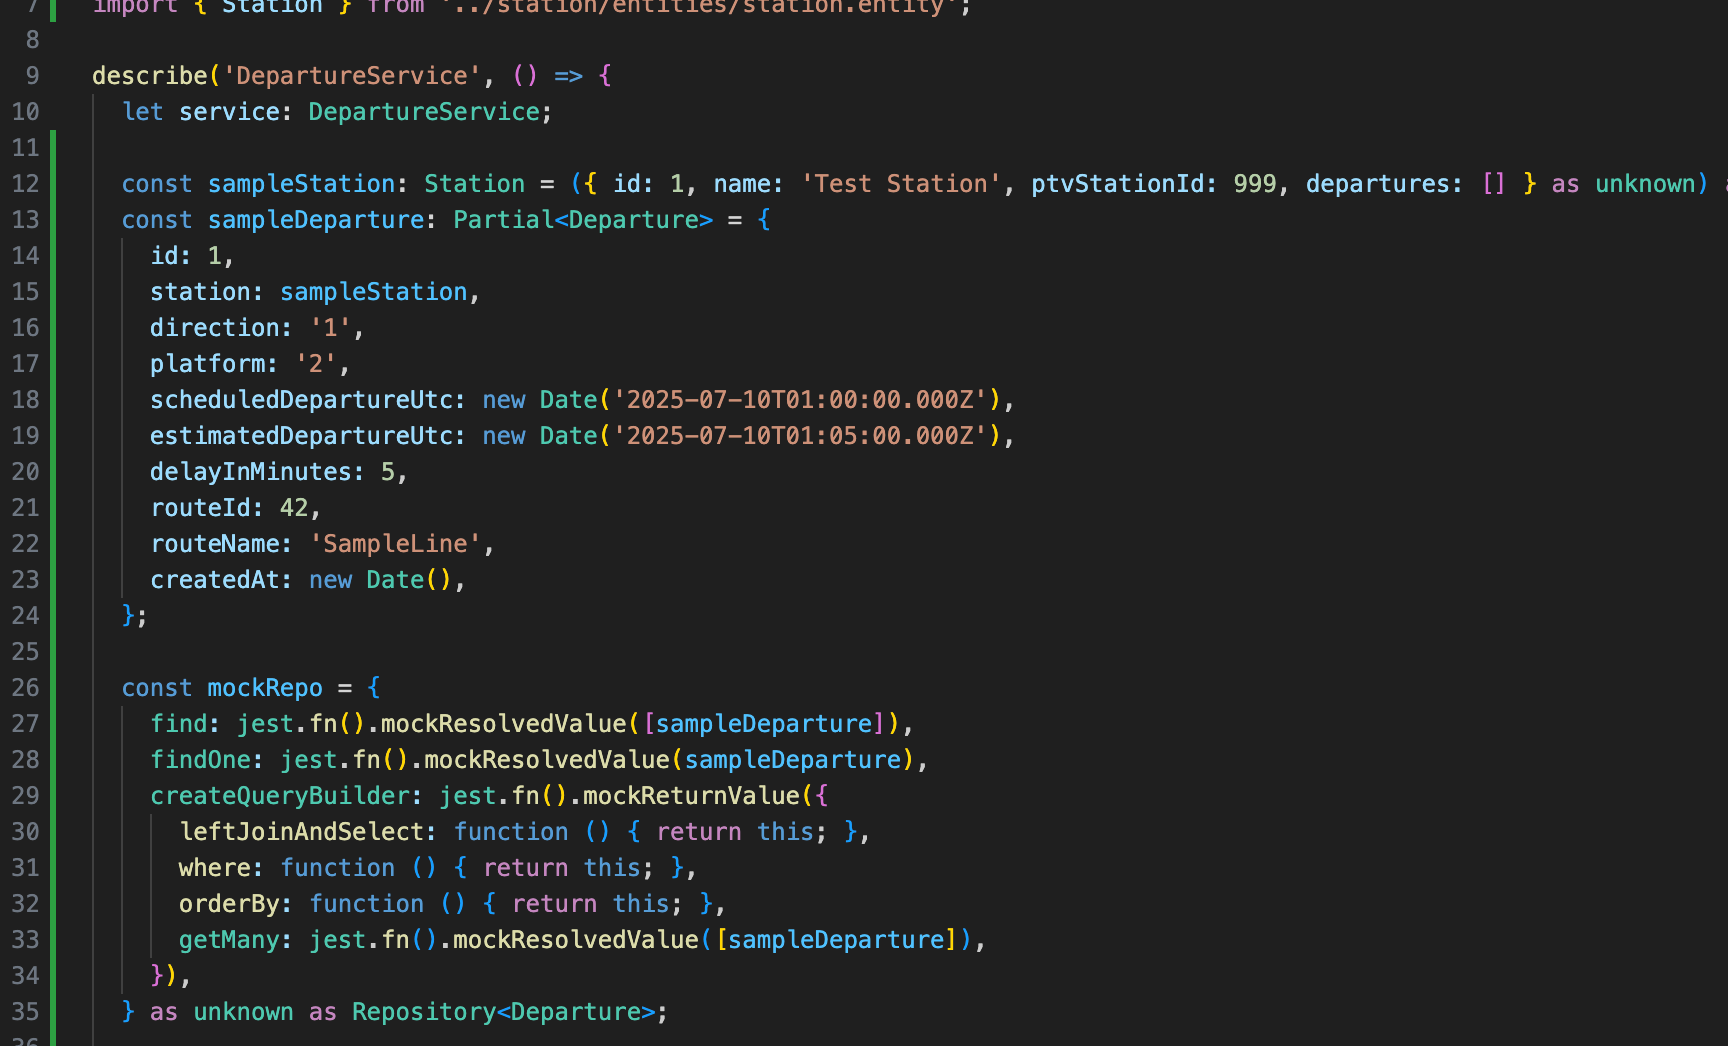 7 import { Station } from '../station/entities/station.entity';
8
9 describe('DepartureService', () => {
10 let service: DepartureService;
11
12 const sampleStation: Station = ({ id: 1, name: 'Test Station', ptvStationId: 999, departures: [] } as unknown)
13 const sampleDeparture: Partial<Departure> = {
14 id: 1,
15 station: sampleStation,
16 direction: '1',
17 platform: '2',
18 scheduledDepartureUtc: new Date('2025-07-10T01:00:00.000Z'),
19 estimatedDepartureUtc: new Date('2025-07-10T01:05:00.000Z'),
20 delayInMinutes: 5,
21 routeId: 42,
22 routeName: 'SampleLine',
23 createdAt: new Date(),
24 };
25
26 const mockRepo = {
27 find: jest.fn().mockResolvedValue([sampleDeparture]),
28 findOne: jest.fn().mockResolvedValue(sampleDeparture),
29 createQueryBuilder: jest.fn().mockReturnValue({
30 leftJoinAndSelect: function () { return this; },
31 where: function () { return this; },
32 orderBy: function () { return this; },
33 getMany: jest.fn().mockResolvedValue([sampleDeparture]),
34 }),
35 } as unknown as Repository<Departure>;
36